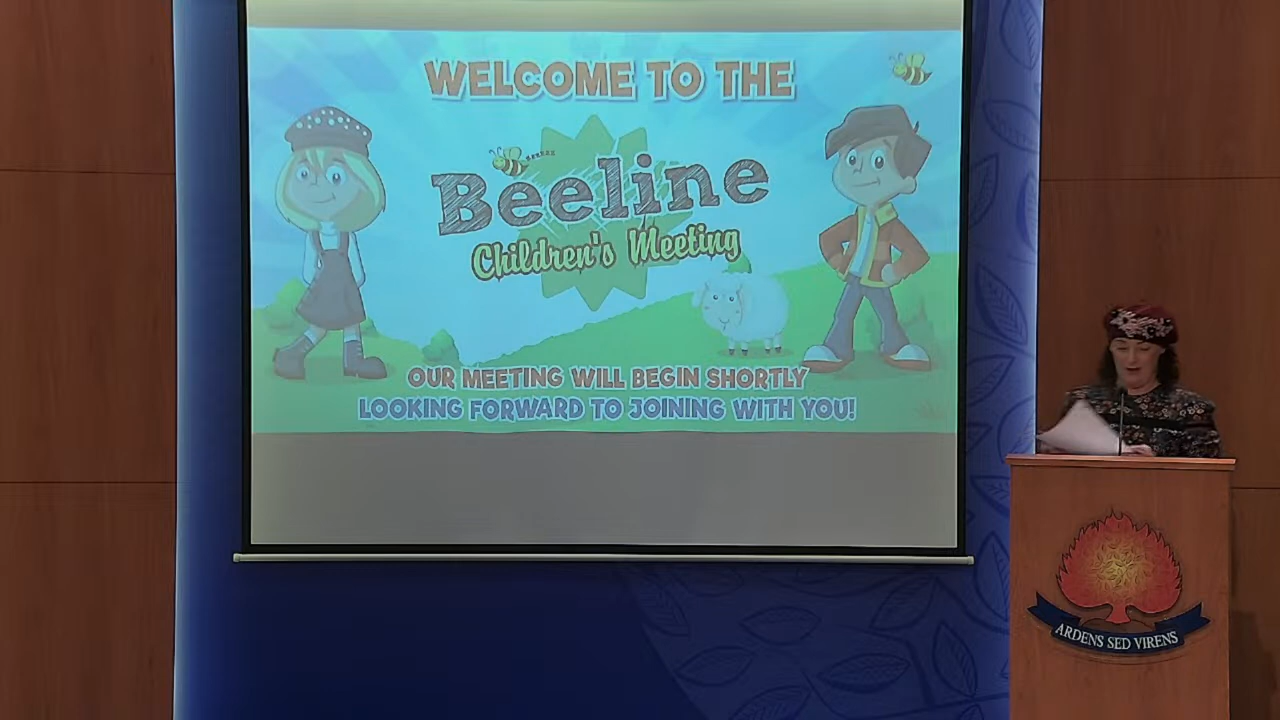 WELCOME TO THE
Beeline
Children's Meeting
OUR MEETING WILL BEGIN SHORTLY
LOOKING FORWARD TO JOINING WITH YOU!
ARDENS SED VIRENS